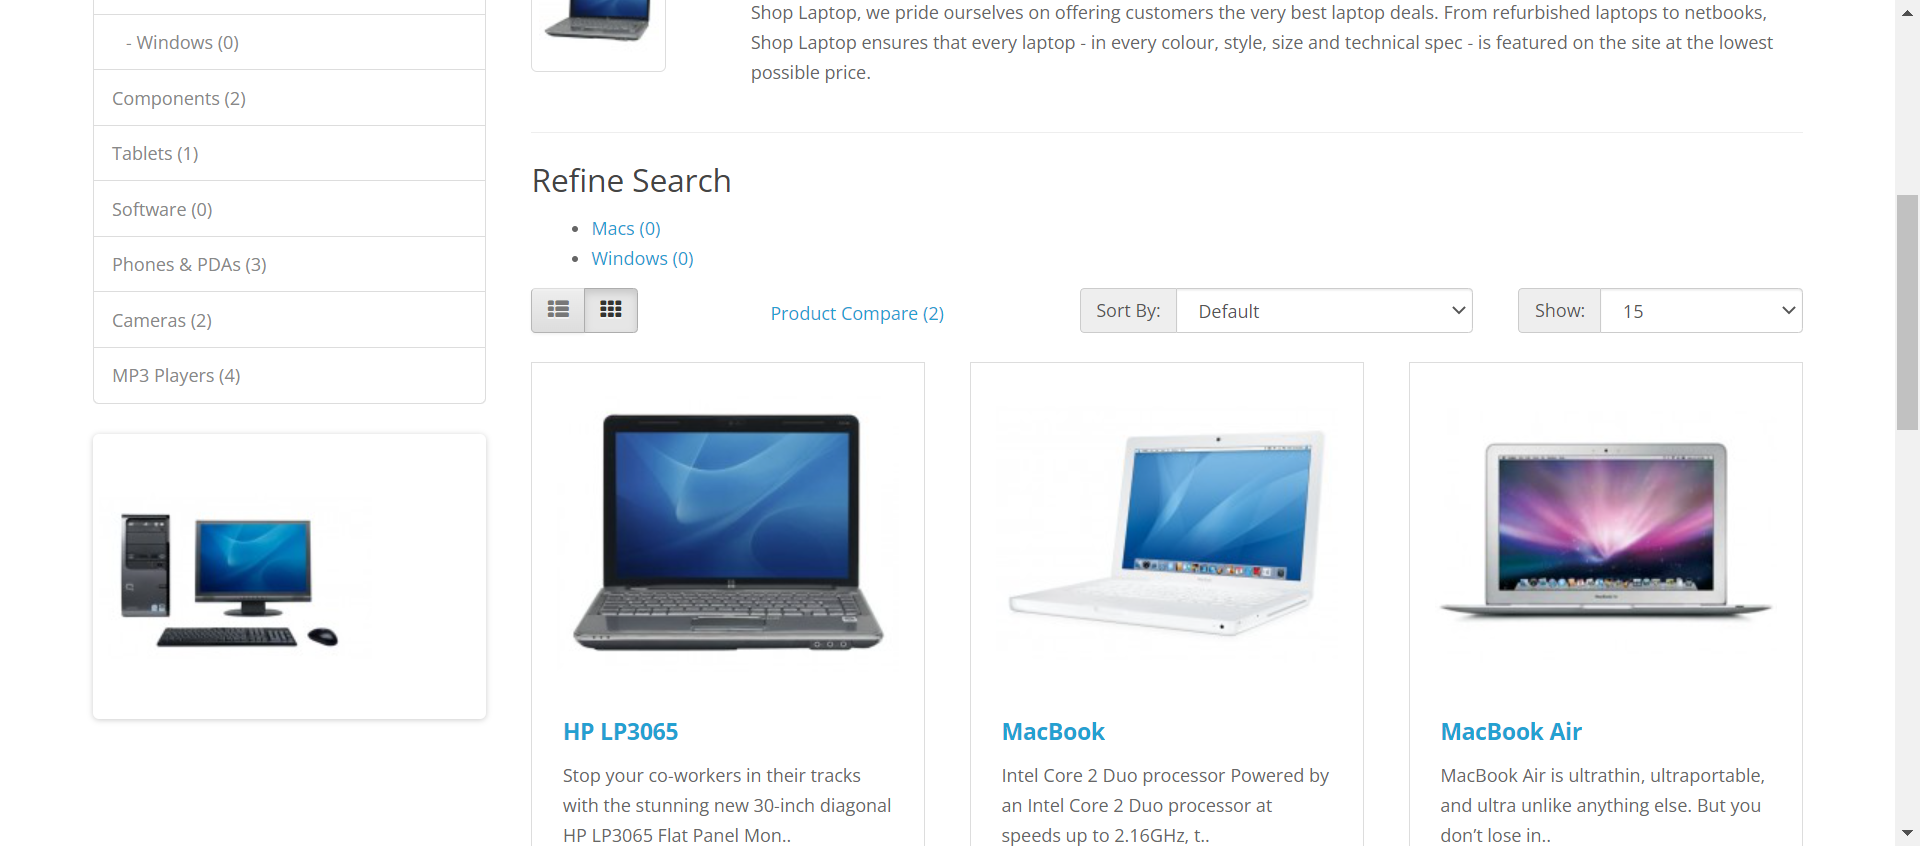 - Windows (0)
Components (2)
Tablets (1)
Software (0)
Phones & PDAs (3)
Cameras (2)
MP3 Players (4)
Shop Laptop, we pride ourselves on offering customers the very best laptop deals. From refurbished laptops to netbooks,
Shop Laptop ensures that every laptop - in every colour, style, size and technical spec - is featured on the site at the lowest
possible price.
Refine Search
Macs (0)
Windows (0)
Product Compare (2)
Sort By: Default
Show: 15
HP LP3065
Stop your co-workers in their tracks
with the stunning new 30-inch diagonal
HP LP3065 Flat Panel Mon..
MacBook
Intel Core 2 Duo processor Powered by
an Intel Core 2 Duo processor at
speeds up to 2.16GHz, t..
MacBook Air
MacBook Air is ultrathin, ultraportable,
and ultra unlike anything else. But you
don’t lose in..